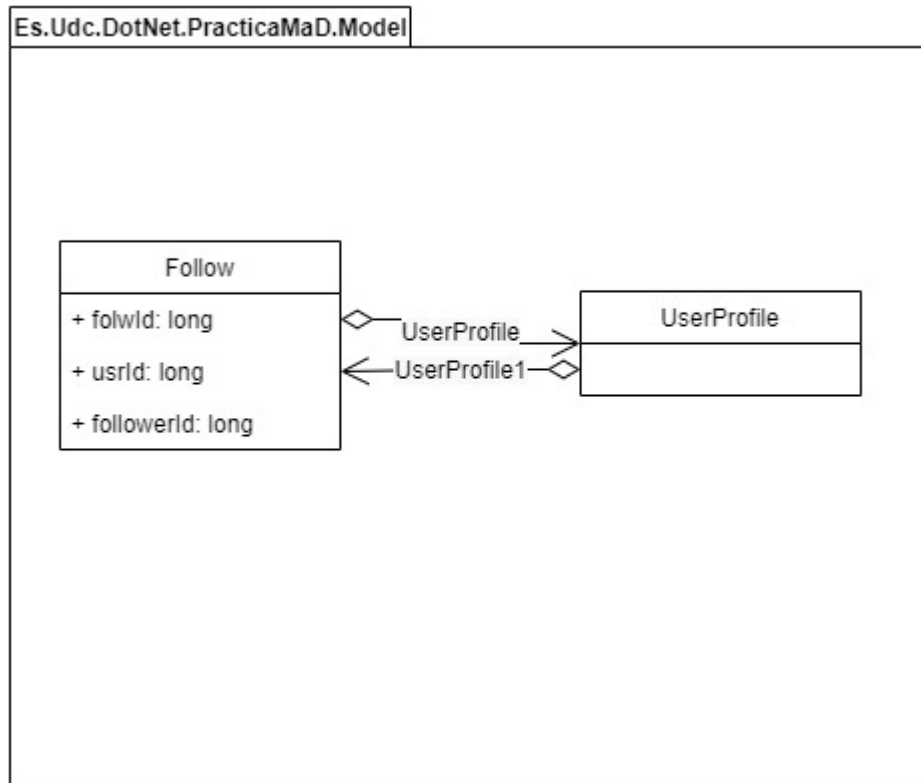 Es.Udc.DotNet.PracticaMaD.Model
Follow
+ folwId: long
+ usrId: long
+ followerId: long
UserProfile
UserProfile1
UserProfile